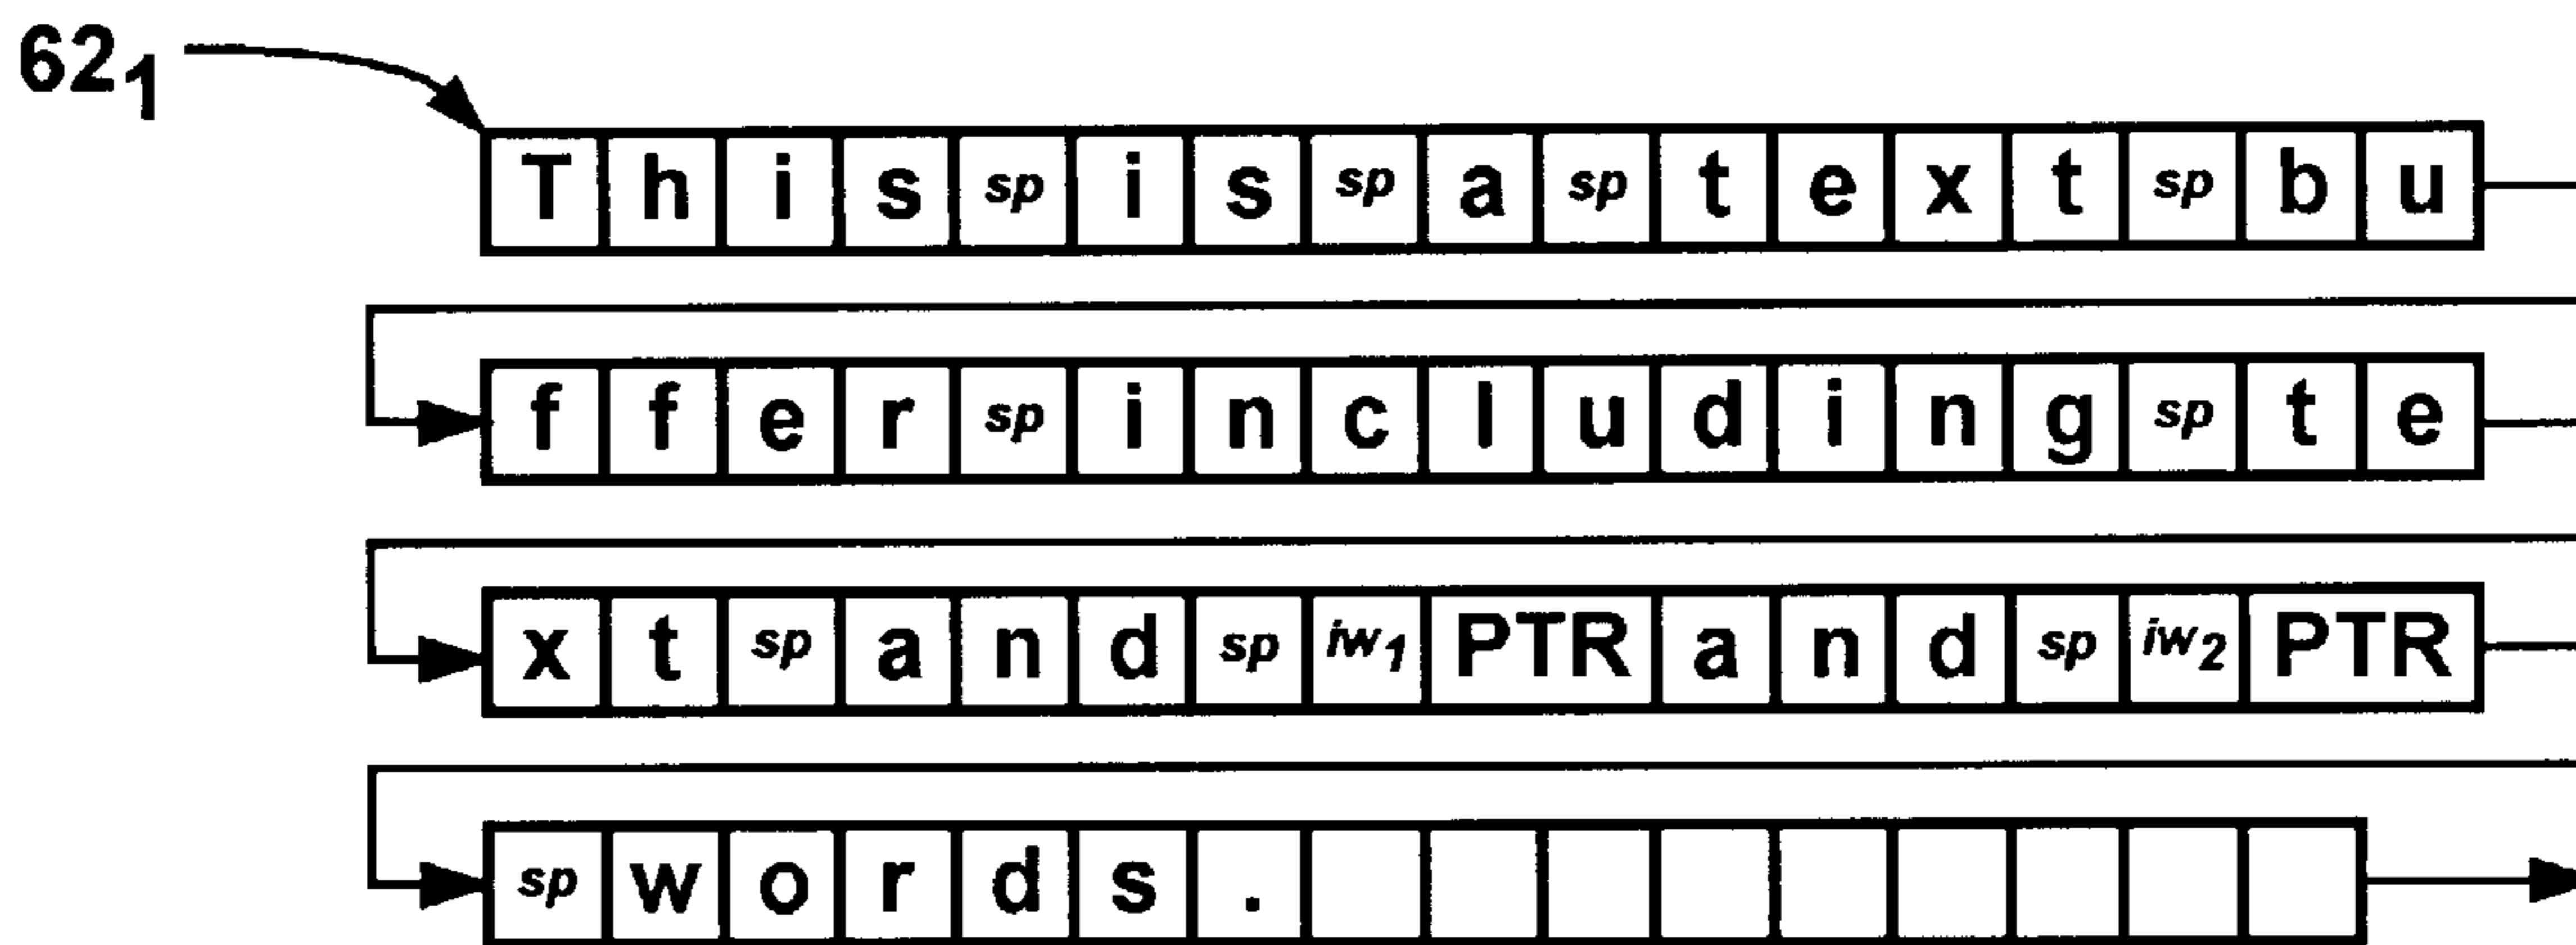 62₁
T h i s sp i s sp a sp t e x t sp b u
f f e r sp i n c l u d i n g sp t e
x t sp a n d sp iw₁ PTR a n d sp iw₂ PTR
sp w o r d s .